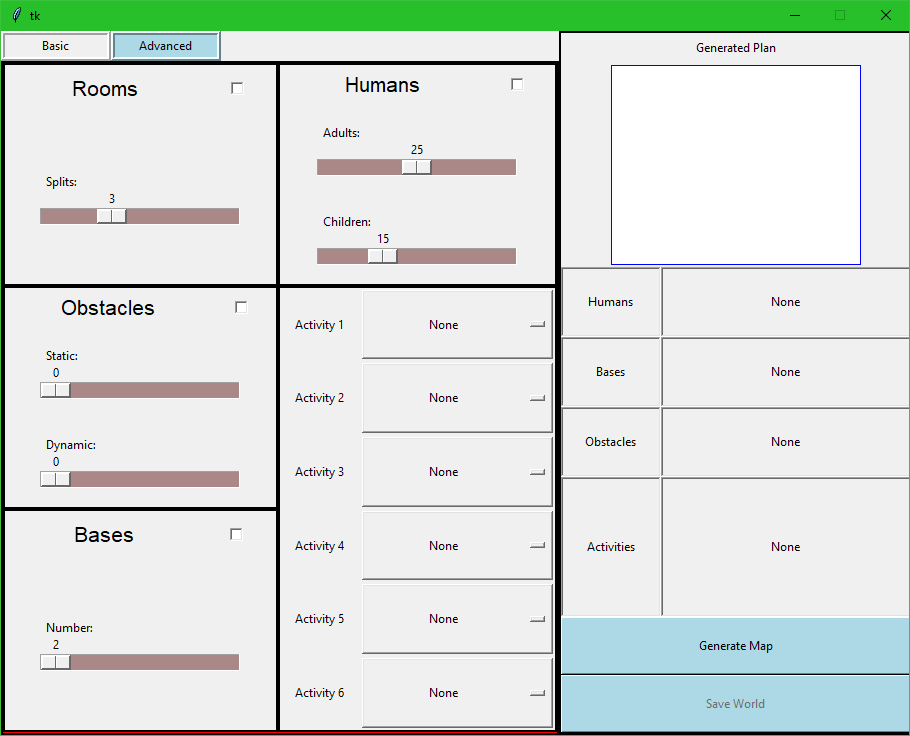 tk
Basic
Advanced
Rooms
Splits:
3
Humans
Adults:
25
Children:
15
Obstacles
Static:
0
Dynamic:
0
Bases
Number:
2
Activity 1
None
Activity 2
None
Activity 3
None
Activity 4
None
Activity 5
None
Activity 6
None
Generated Plan
Humans
None
Bases
None
Obstacles
None
Activities
None
Generate Map
Save World